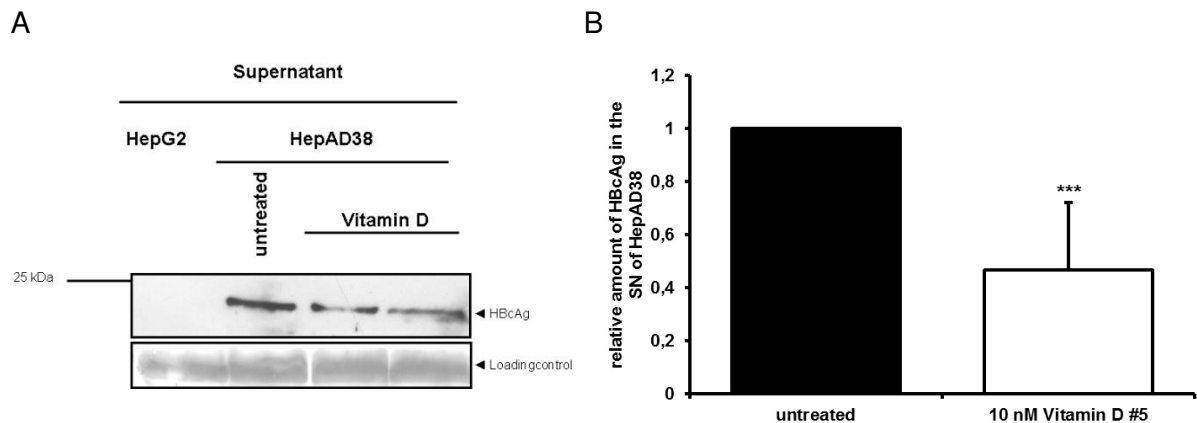 A
Supernatant
HepG2
HepAD38
untreated
Vitamin D
25 kDa
HBcAg
Loadingcontrol
B
relative amount of HBcAg in the
SN of HepAD38
1,2
1
0,8
0,6
0,4
0,2
0
***
untreated
10 nM Vitamin D #5